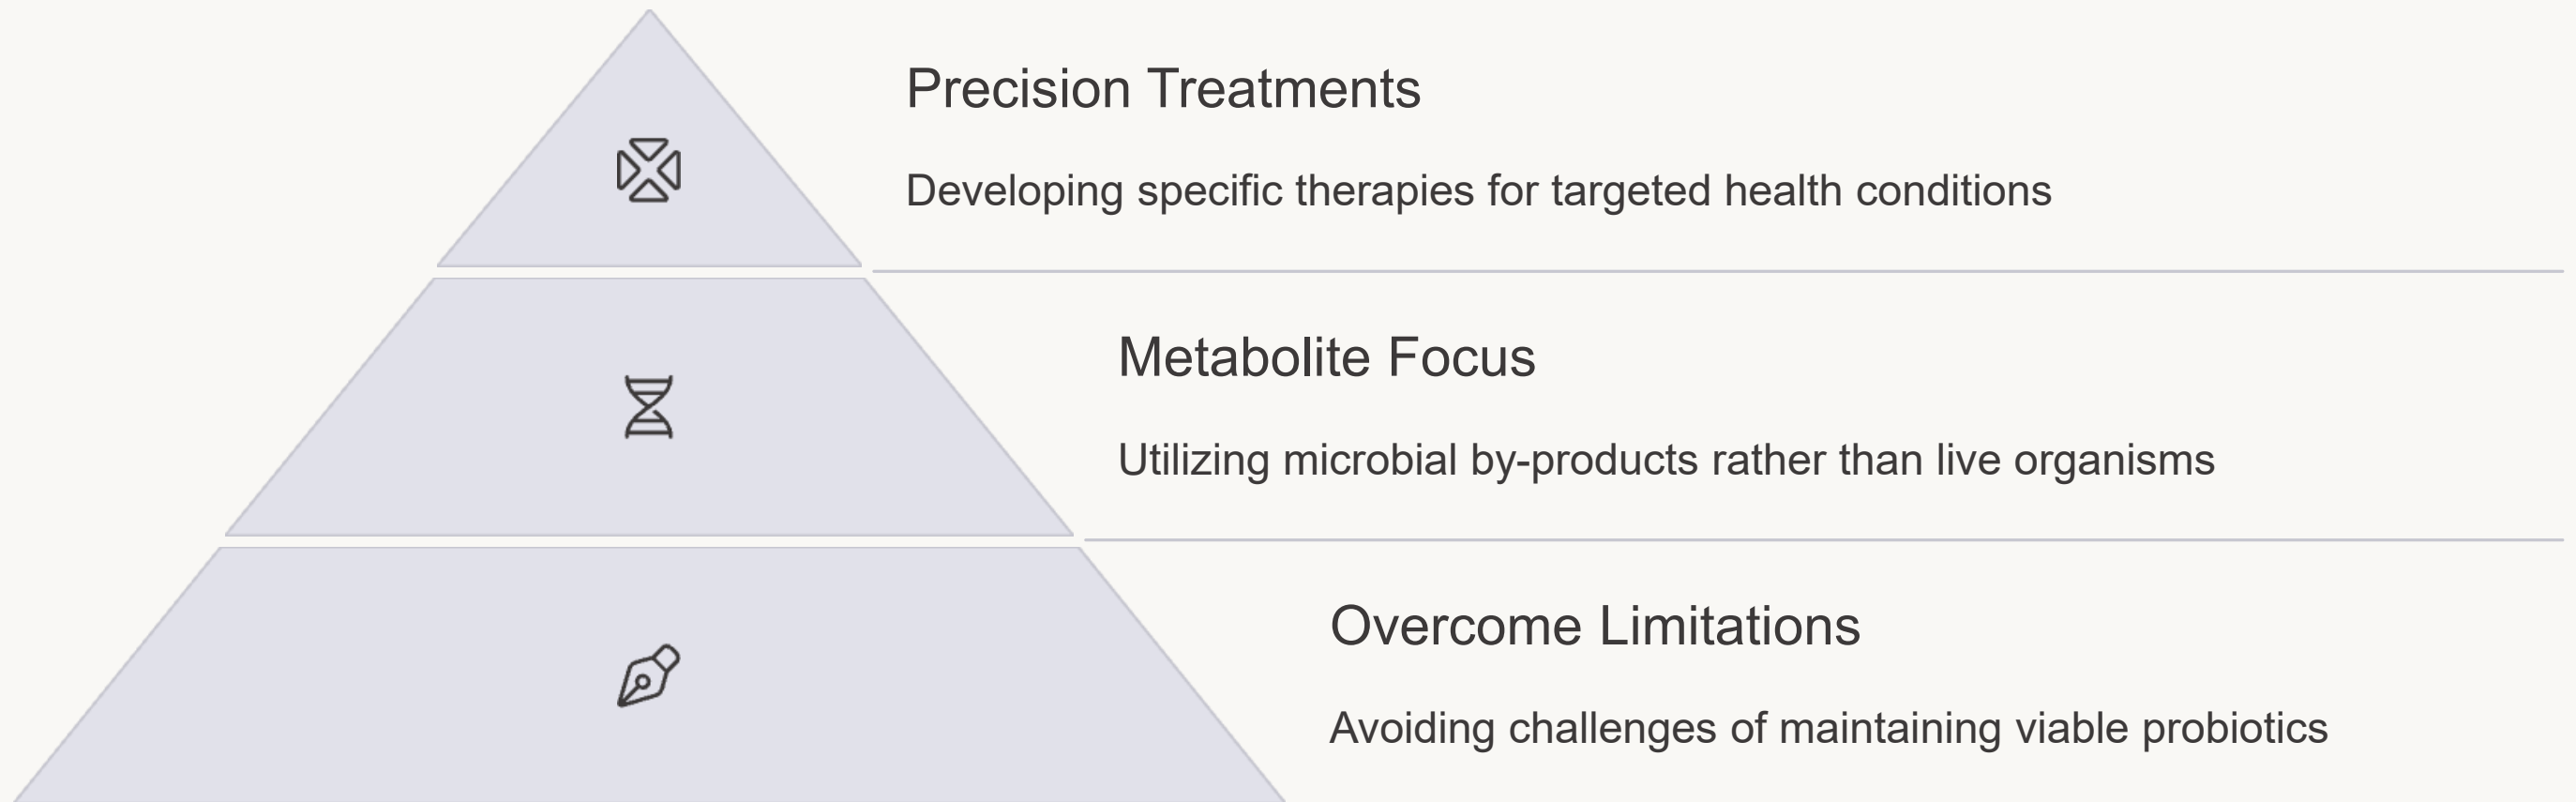 Precision Treatments
Developing specific therapies for targeted health conditions
Metabolite Focus
Utilizing microbial by-products rather than live organisms
Overcome Limitations
Avoiding challenges of maintaining viable probiotics